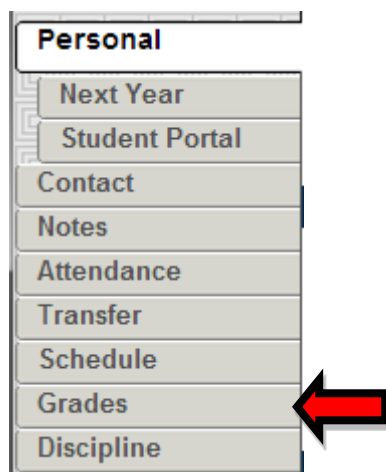 Personal
Next Year
Student Portal
Contact
Notes
Attendance
Transfer
Schedule
Grades
Discipline